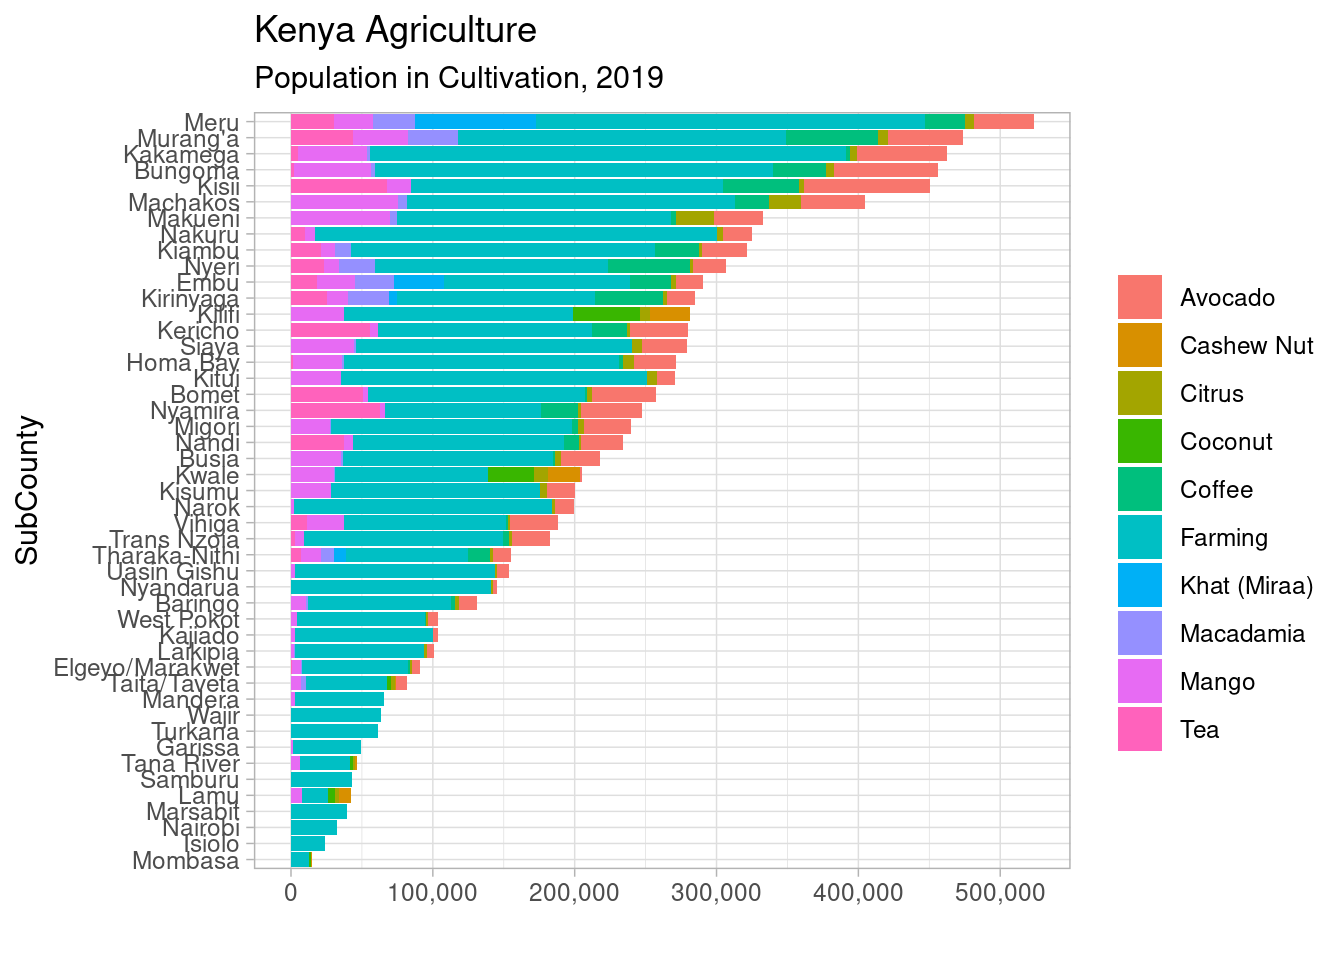 Kenya Agriculture
Population in Cultivation, 2019
SubCounty
Meru
Murang'a
Kakamega
Bungoma
Kisii
Machakos
Makueni
Nakuru
Kiambu
Nyeri
Embu
Kirinyaga
Kilifi
Kericho
Siaya
Homa Bay
Kitui
Bomet
Nyamira
Migori
Nandi
Busia
Kwale
Kisumu
Narok
Vihiga
Trans Nzoia
Tharaka-Nithi
Uasin Gishu
Nyandarua
Baringo
West Pokot
Kajiado
Laikipia
Elgeyo/Marakwet
Taita/Taveta
Mandera
Wajir
Turkana
Garissa
Tana River
Samburu
Lamu
Marsabit
Nairobi
Isiolo
Mombasa
0 100,000 200,000 300,000 400,000 500,000
Avocado
Cashew Nut
Citrus
Coconut
Coffee
Farming
Khat (Miraa)
Macadamia
Mango
Tea